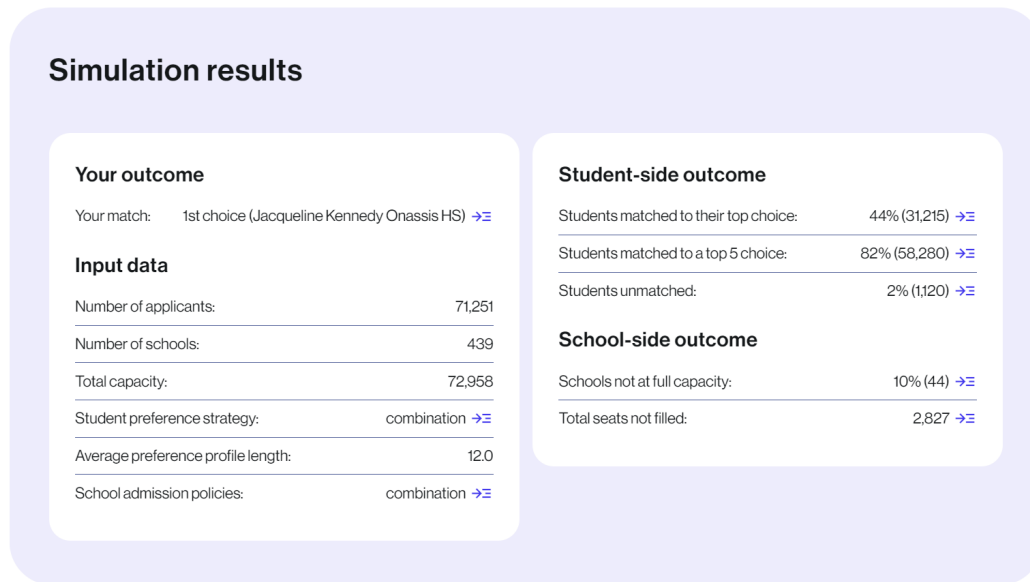 Simulation results
Your outcome
Your match: 1st choice (Jacqueline Kennedy Onassis HS)
Input data
Number of applicants: 71,251
Number of schools: 439
Total capacity: 72,958
Student preference strategy: combination
Average preference profile length: 12.0
School admission policies: combination
Student-side outcome
Students matched to their top choice: 44% (31,215)
Students matched to a top 5 choice: 82% (58,280)
Students unmatched: 2% (1,120)
School-side outcome
Schools not at full capacity: 10% (44)
Total seats not filled: 2,827